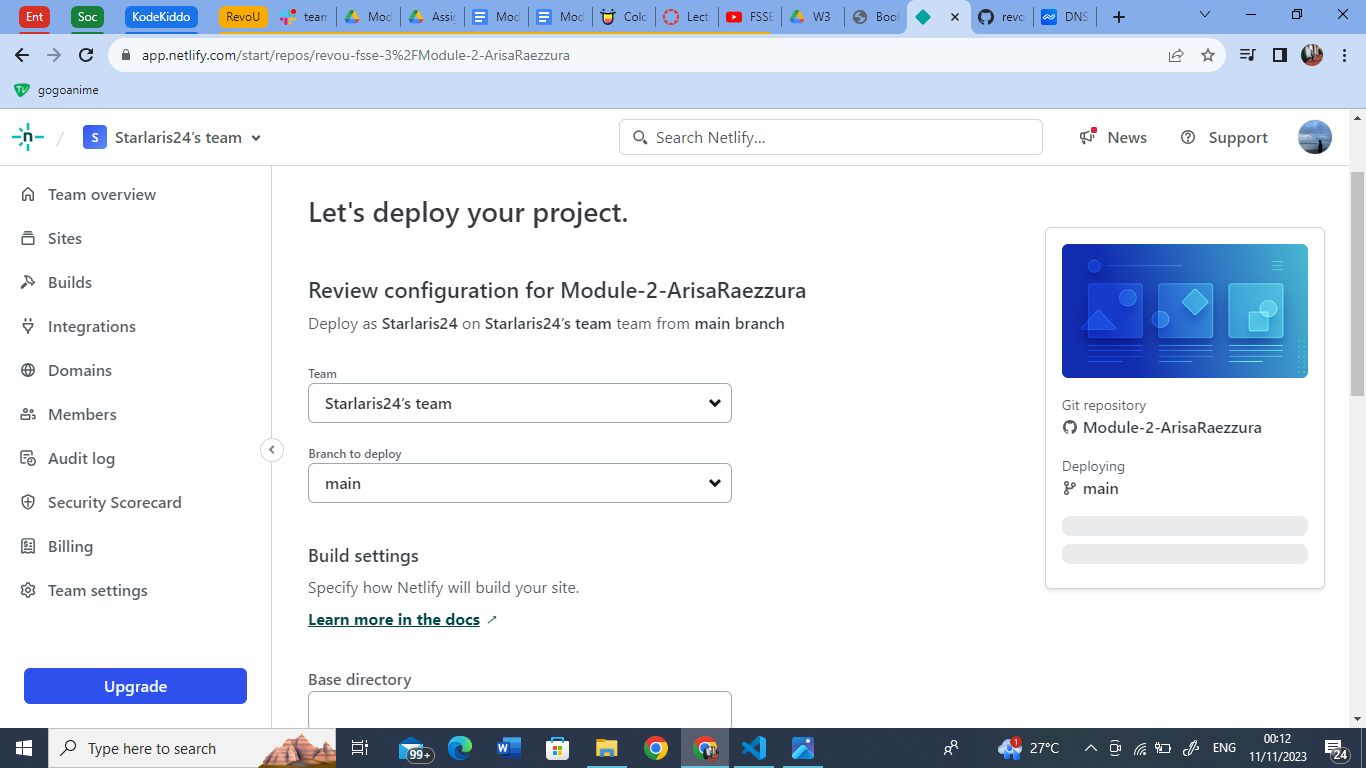 Ent
Soc
KodeKiddo
RevoU
team
Mod
Assig
Mod
Mod
Colo
Lect
FSSE
W3 -
Bool
revo
DNS
app.netlify.com/start/repos/revou-fsse-3%2FModule-2-ArisaRaezzura
gogoanime
n
/
S
Starlaris24's team
Search Netlify...
News
Support
Team overview
Sites
Builds
Integrations
Domains
Members
Audit log
Security Scorecard
Billing
Team settings
Upgrade
Let's deploy your project.
Review configuration for Module-2-ArisaRaezzura
Deploy as Starlaris24 on Starlaris24's team team from main branch
Team
Starlaris24's team
Branch to deploy
main
Build settings
Specify how Netlify will build your site.
Learn more in the docs ↗
Base directory
Git repository
Module-2-ArisaRaezzura
Deploying
main
Type here to search
99+
1
27°C
ENG
00:12
11/11/2023
24